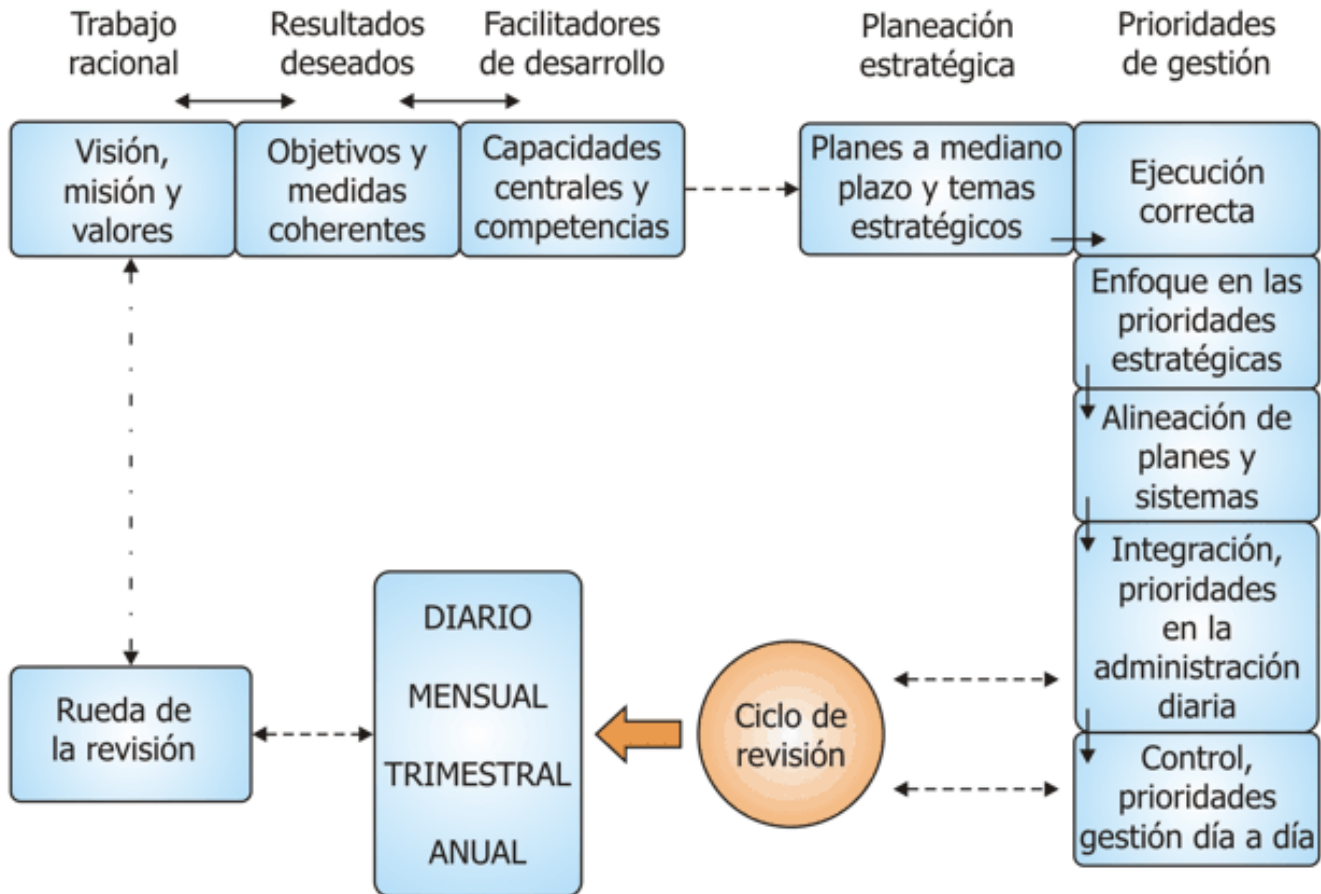 Trabajo
racional
Resultados
deseados
Facilitadores
de desarrollo
Planeación
estratégica
Prioridades
de gestión
Visión,
misión y
valores
Objetivos y
medidas
coherentes
Capacidades
centrales y
competencias
Planes a mediano
plazo y temas
estratégicos
Ejecución
correcta
Enfoque en las
prioridades
estratégicas
Alineación de
planes y
sistemas
Integración,
prioridades
en la
administración
diaria
Control,
prioridades
gestión día a día
Ciclo de
revisión
DIARIO
MENSUAL
TRIMESTRAL
ANUAL
Rueda de
la revisión